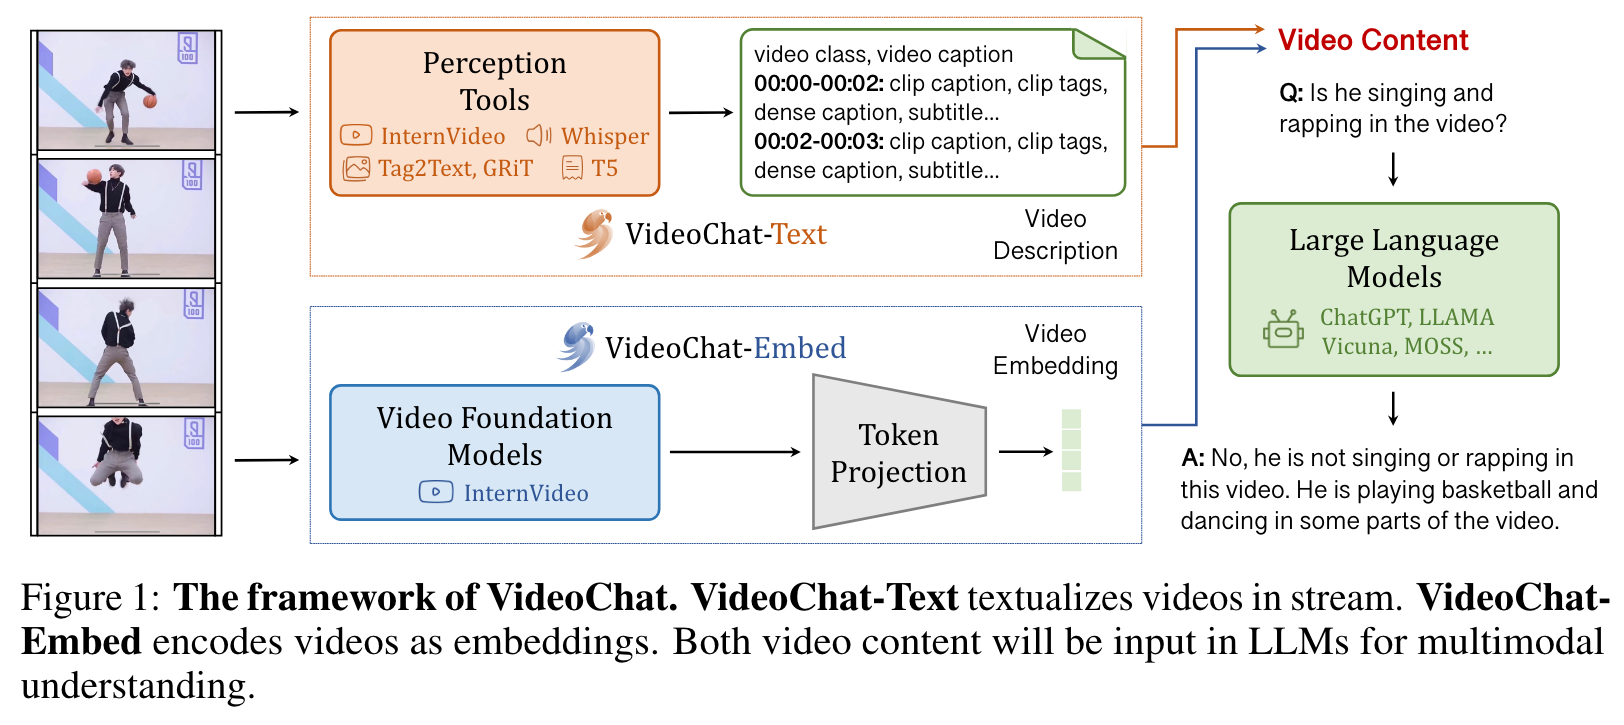 Perception
Tools
InternVideo Whisper
Tag2Text, GRiT T5
video class, video caption
00:00-00:02: clip caption, clip tags,
dense caption, subtitle...
00:02-00:03: clip caption, clip tags,
dense caption, subtitle...
VideoChat-Text
Video
Description
VideoChat-Embed
Video
Embedding
Video Foundation
Models
InternVideo
Token
Projection
Video Content
Q: Is he singing and
rapping in the video?
Large Language
Models
ChatGPT, LLAMA
Vicuna, MOSS, ...
A: No, he is not singing or rapping in
this video. He is playing basketball and
dancing in some parts of the video.
100
100
100
100
Figure 1: The framework of VideoChat. VideoChat-Text textualizes videos in stream. VideoChat-
Embed encodes videos as embeddings. Both video content will be input in LLMs for multimodal
understanding.